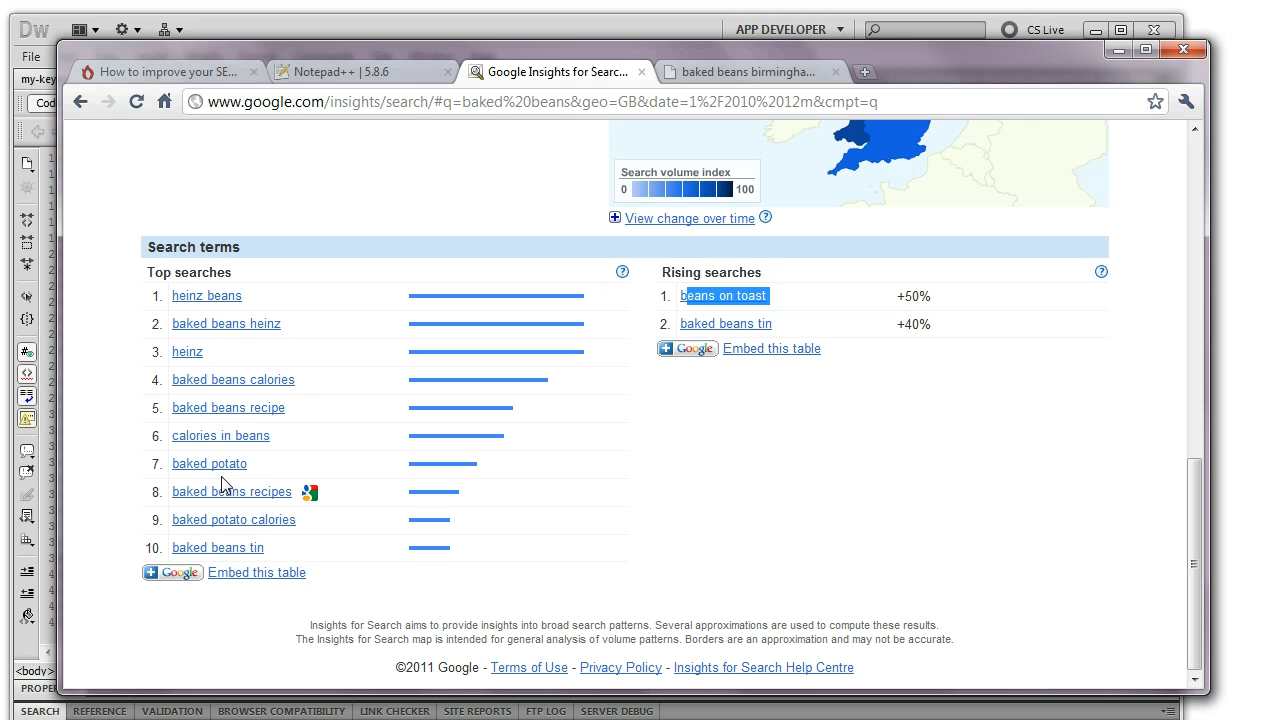 Dw
APP DEVELOPER
CS Live
File
How to improve your SE...
Notepad++ | 5.8.6
Google Insights for Searc...
baked beans birmingha...
my-key
Cod
www.google.com/insights/search/#q=baked%20beans&geo=GB&date=1%2F2010%2012m&cmpt=q
Search volume index
0 100
View change over time
Search terms
Top searches
1. heinz beans
2. baked beans heinz
3. heinz
4. baked beans calories
5. baked beans recipe
6. calories in beans
7. baked potato
8. baked beans recipes
9. baked potato calories
10. baked beans tin
Google Embed this table
Rising searches
1. beans on toast +50%
2. baked beans tin +40%
Google Embed this table
Insights for Search aims to provide insights into broad search patterns. Several approximations are used to compute these results.
The Insights for Search map is intended for general analysis of volume patterns. Borders are an approximation and may not be accurate.
©2011 Google - Terms of Use - Privacy Policy - Insights for Search Help Centre
<body>
PROPER
SEARCH REFERENCE VALIDATION BROWSER COMPATIBILITY LINK CHECKER SITE REPORTS FTP LOG SERVER DEBUG